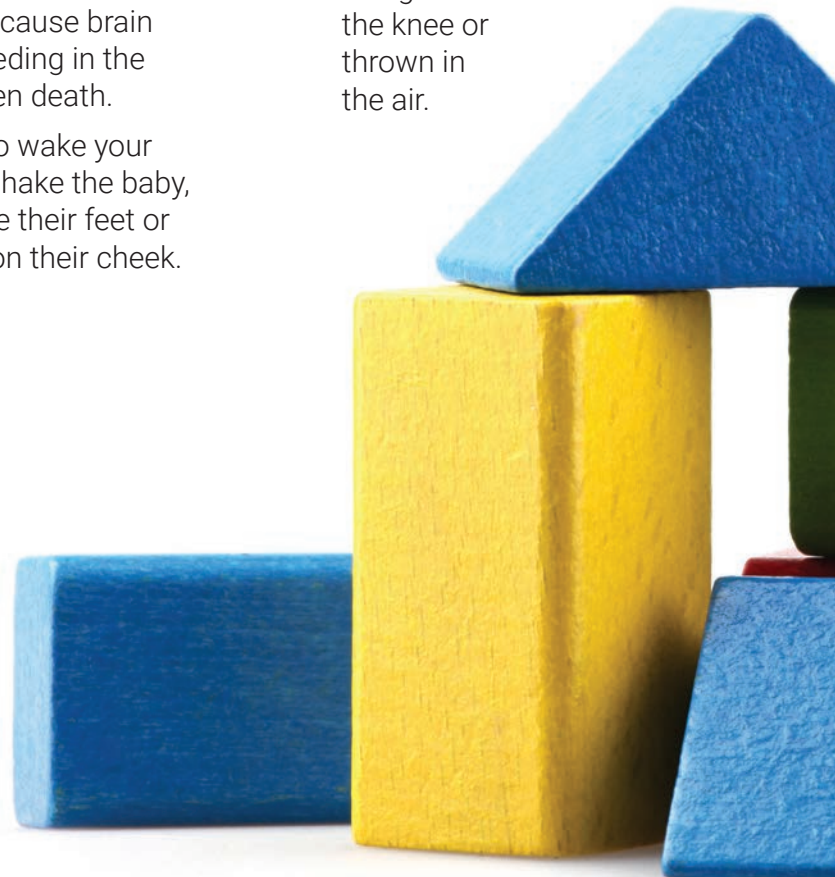 cause brain
eding in the
en death.
o wake your
hake the baby,
e their feet or
on their cheek.
the knee or
thrown in
the air.